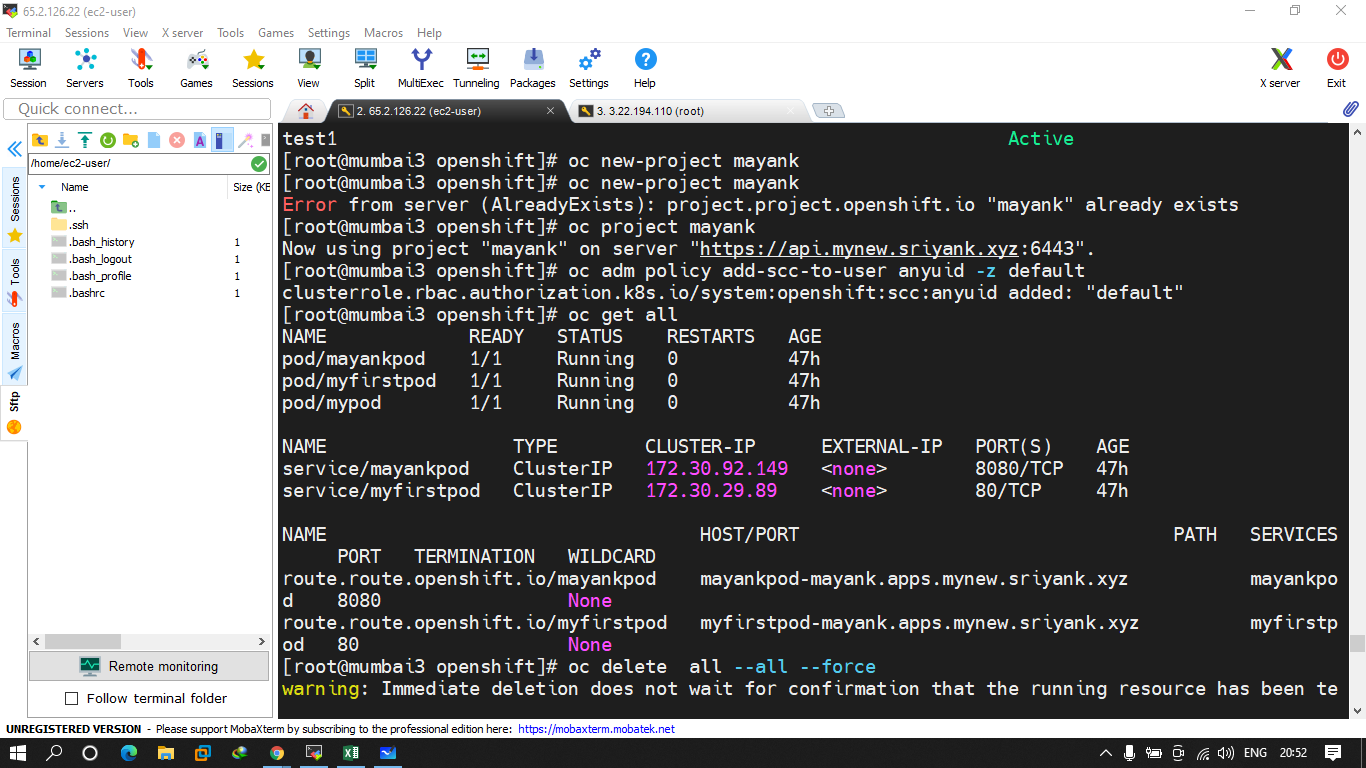 65.2.126.22 (ec2-user)
Terminal Sessions View X server Tools Games Settings Macros Help
Session Servers Tools Games Sessions View Split MultiExec Tunneling Packages Settings Help X server Exit
Quick connect...
2. 65.2.126.22 (ec2-user)
3. 3.22.194.110 (root)
Sessions
Tools
Macros
Sftp
/home/ec2-user/
Name Size (KB
..
.ssh
.bash_history 1
.bash_logout 1
.bash_profile 1
.bashrc 1
Remote monitoring
Follow terminal folder
test1 Active
[root@mumbai3 openshift]# oc new-project mayank
[root@mumbai3 openshift]# oc new-project mayank
Error from server (AlreadyExists): project.project.openshift.io "mayank" already exists
[root@mumbai3 openshift]# oc project mayank
Now using project "mayank" on server "https://api.mynew.sriyank.xyz:6443".
[root@mumbai3 openshift]# oc adm policy add-scc-to-user anyuid -z default
clusterrole.rbac.authorization.k8s.io/system:openshift:scc:anyuid added: "default"
[root@mumbai3 openshift]# oc get all
NAME READY STATUS RESTARTS AGE
pod/mayankpod 1/1 Running 0 47h
pod/myfirstpod 1/1 Running 0 47h
pod/mypod 1/1 Running 0 47h
NAME TYPE CLUSTER-IP EXTERNAL-IP PORT(S) AGE
service/mayankpod ClusterIP 172.30.92.149 <none> 8080/TCP 47h
service/myfirstpod ClusterIP 172.30.29.89 <none> 80/TCP 47h
NAME HOST/PORT PATH SERVICES
PORT TERMINATION WILDCARD
route.route.openshift.io/mayankpod mayankpod-mayank.apps.mynew.sriyank.xyz mayankpo
d 8080 None
route.route.openshift.io/myfirstpod myfirstpod-mayank.apps.mynew.sriyank.xyz myfirstp
od 80 None
[root@mumbai3 openshift]# oc delete all --all --force
warning: Immediate deletion does not wait for confirmation that the running resource has been te
UNREGISTERED VERSION - Please support MobaXterm by subscribing to the professional edition here: https://mobaxterm.mobatek.net
ENG 20:52